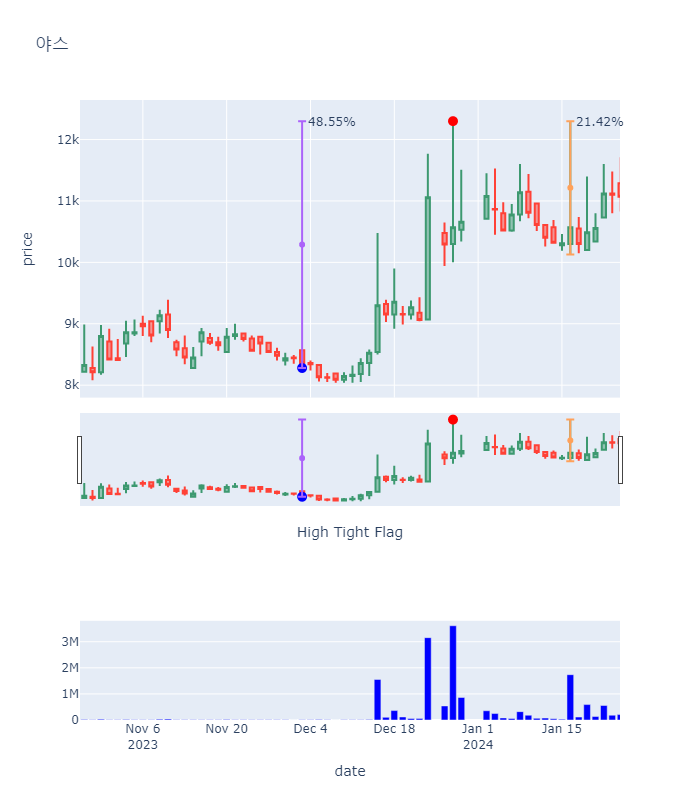 야스
48.55%
21.42%
12k
11k
10k
9k
8k
price
High Tight Flag
3M
2M
1M
0
Nov 6
2023
Nov 20
Dec 4
Dec 18
Jan 1
2024
Jan 15
date